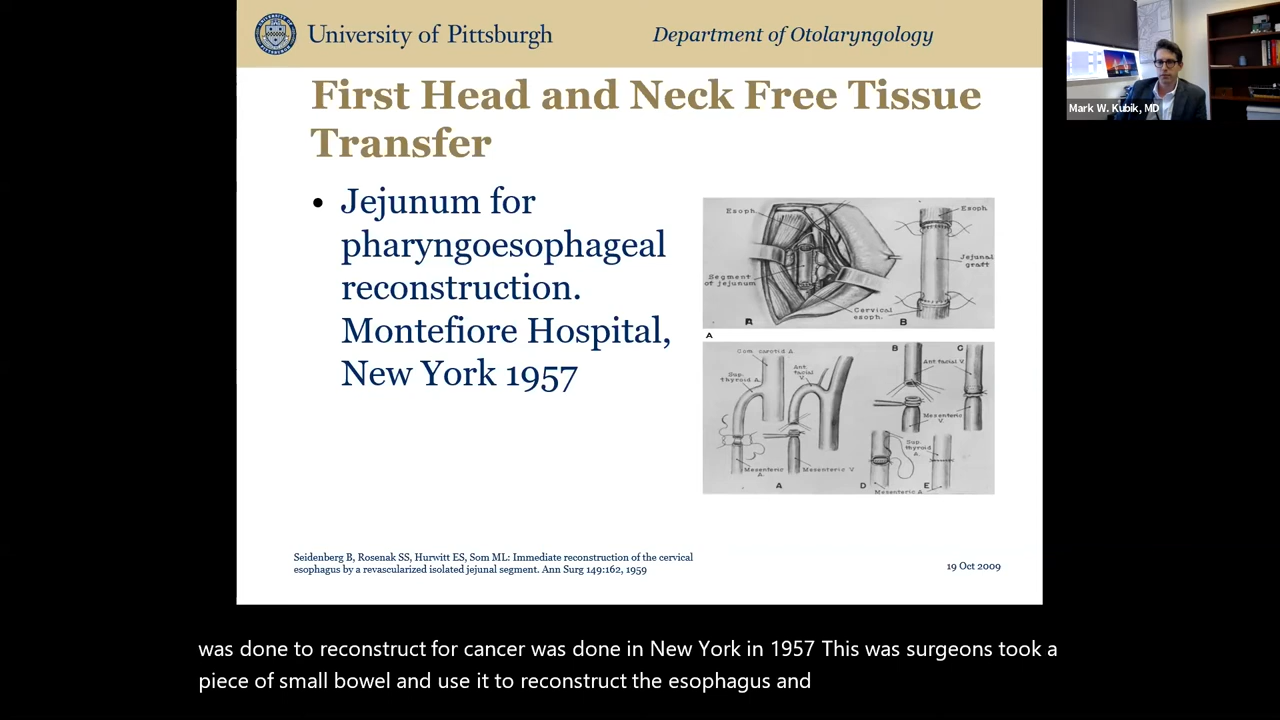 University of Pittsburgh
Department of Otolaryngology
Mark W. Kubik, MD
First Head and Neck Free Tissue
Transfer
• Jejunum for
pharyngoesophageal
reconstruction.
Montefiore Hospital,
New York 1957
Esoph.
Segment
of jejunum
Cervical
esoph.
A
B
Esoph.
Jejunal
graft
A
Com. carotid A.
Sup.
thyroid A.
Ant.
facial
V.
Mesenteric
A.
Mesenteric V.
A
B
C
Ant. facial V.
Mesenteric
V.
Sup.
thyroid
A.
D
E
Mesenteric A.
Seidenberg B, Rosenak SS, Hurwitt ES, Som ML: Immediate reconstruction of the cervical
esophagus by a revascularized isolated jejunal segment. Ann Surg 149:162, 1959
19 Oct 2009
was done to reconstruct for cancer was done in New York in 1957 This was surgeons took a
piece of small bowel and use it to reconstruct the esophagus and